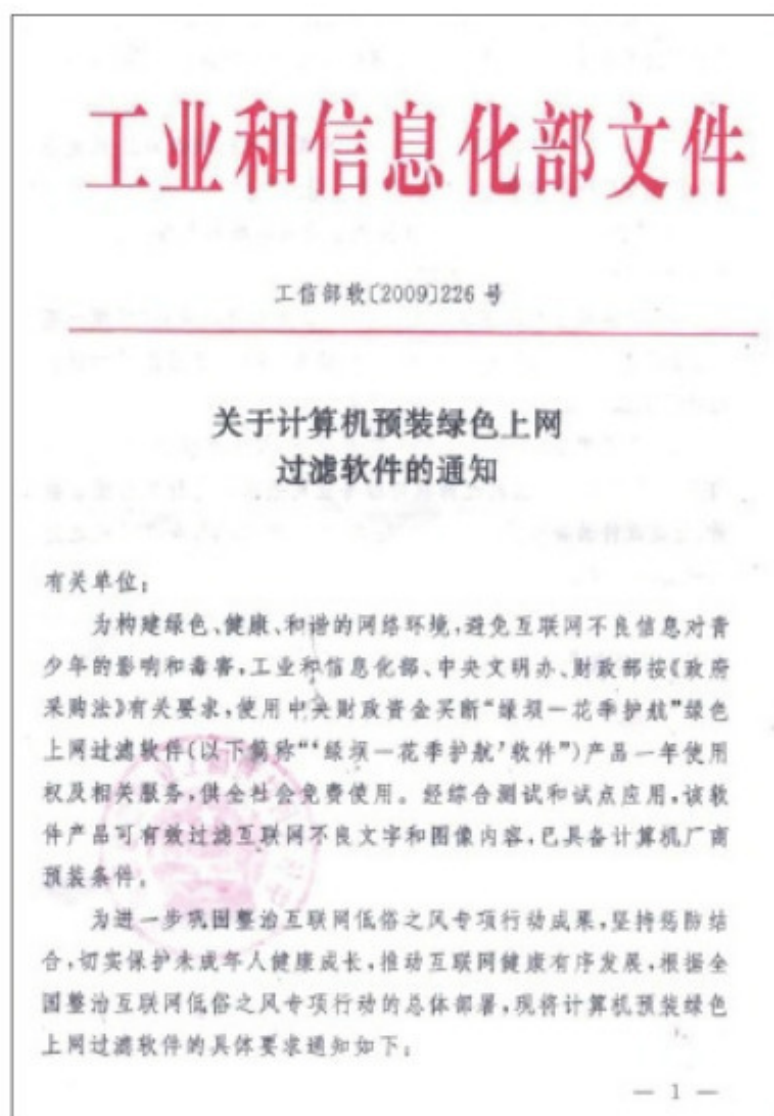 工业和信息化部文件
工信部软〔2009〕226 号
关于计算机预装绿色上网
过滤软件的通知
有关单位:
为构建绿色、健康、和谐的网络环境,避免互联网不良信息对青
少年的影响和毒害,工业和信息化部、中央文明办、财政部按《政府
采购法》有关要求,使用中央财政资金买断“绿坝—花季护航”绿色
上网过滤软件(以下简称“‘绿坝—花季护航’软件”)产品一年使用
权及相关服务,供全社会免费使用。经综合测试和试点应用,该软
件产品可有效过滤互联网不良文字和图像内容,已具备计算机厂商
预装条件。
为进一步巩固整治互联网低俗之风专项行动成果,坚持惩防结
合,切实保护未成年人健康成长,推动互联网健康有序发展,根据全
国整治互联网低俗之风专项行动的总体部署,现将计算机预装绿色
上网过滤软件的具体要求通知如下:
— 1 —